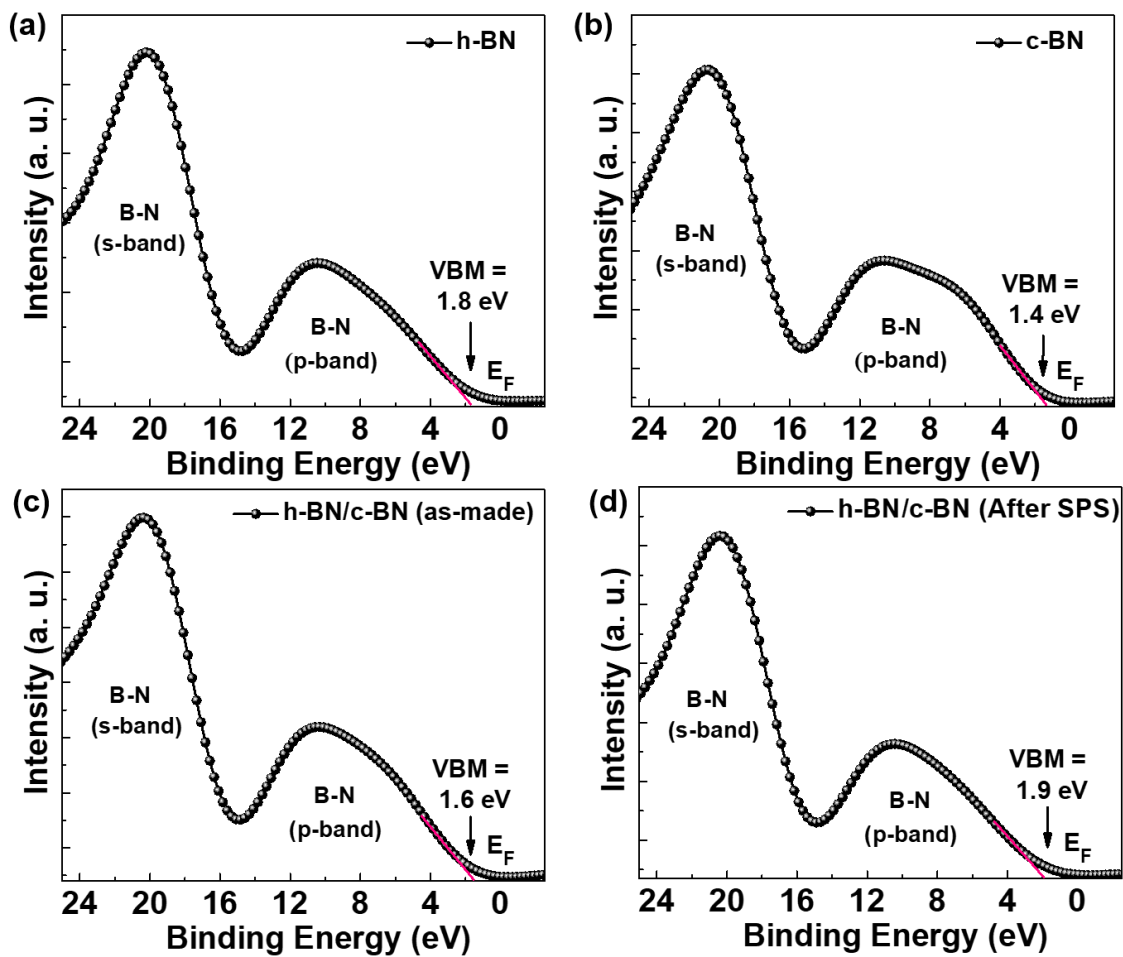 (a)
h-BN
Intensity (a. u.)
B-N
(s-band)
VBM =
1.8 eV
B-N
(p-band)
E_F
24 20 16 12 8 4 0
Binding Energy (eV)
(b)
c-BN
Intensity (a. u.)
B-N
(s-band)
VBM =
1.4 eV
B-N
(p-band)
E_F
24 20 16 12 8 4 0
Binding Energy (eV)
(c)
h-BN/c-BN (as-made)
Intensity (a. u.)
B-N
(s-band)
VBM =
1.6 eV
B-N
(p-band)
E_F
24 20 16 12 8 4 0
Binding Energy (eV)
(d)
h-BN/c-BN (After SPS)
Intensity (a. u.)
B-N
(s-band)
VBM =
1.9 eV
B-N
(p-band)
E_F
24 20 16 12 8 4 0
Binding Energy (eV)